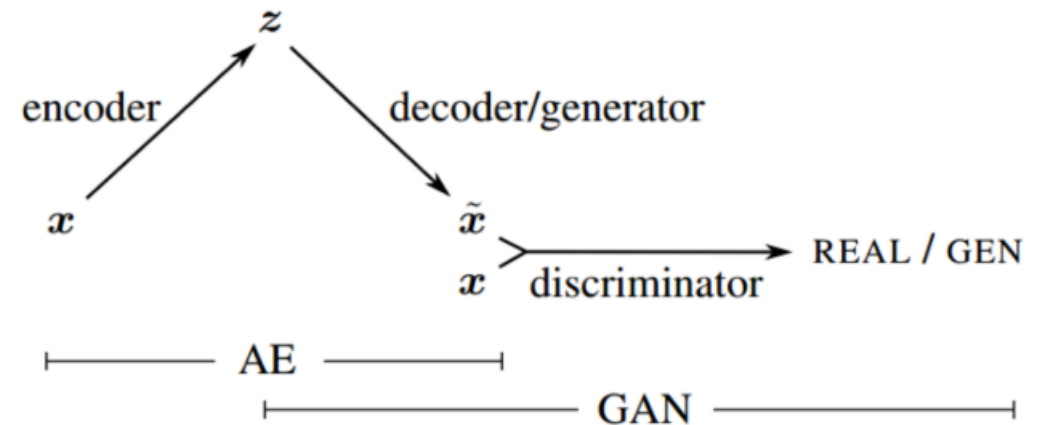 z
encoder
decoder/generator
x
x̃
x
discriminator
REAL / GEN
AE
GAN